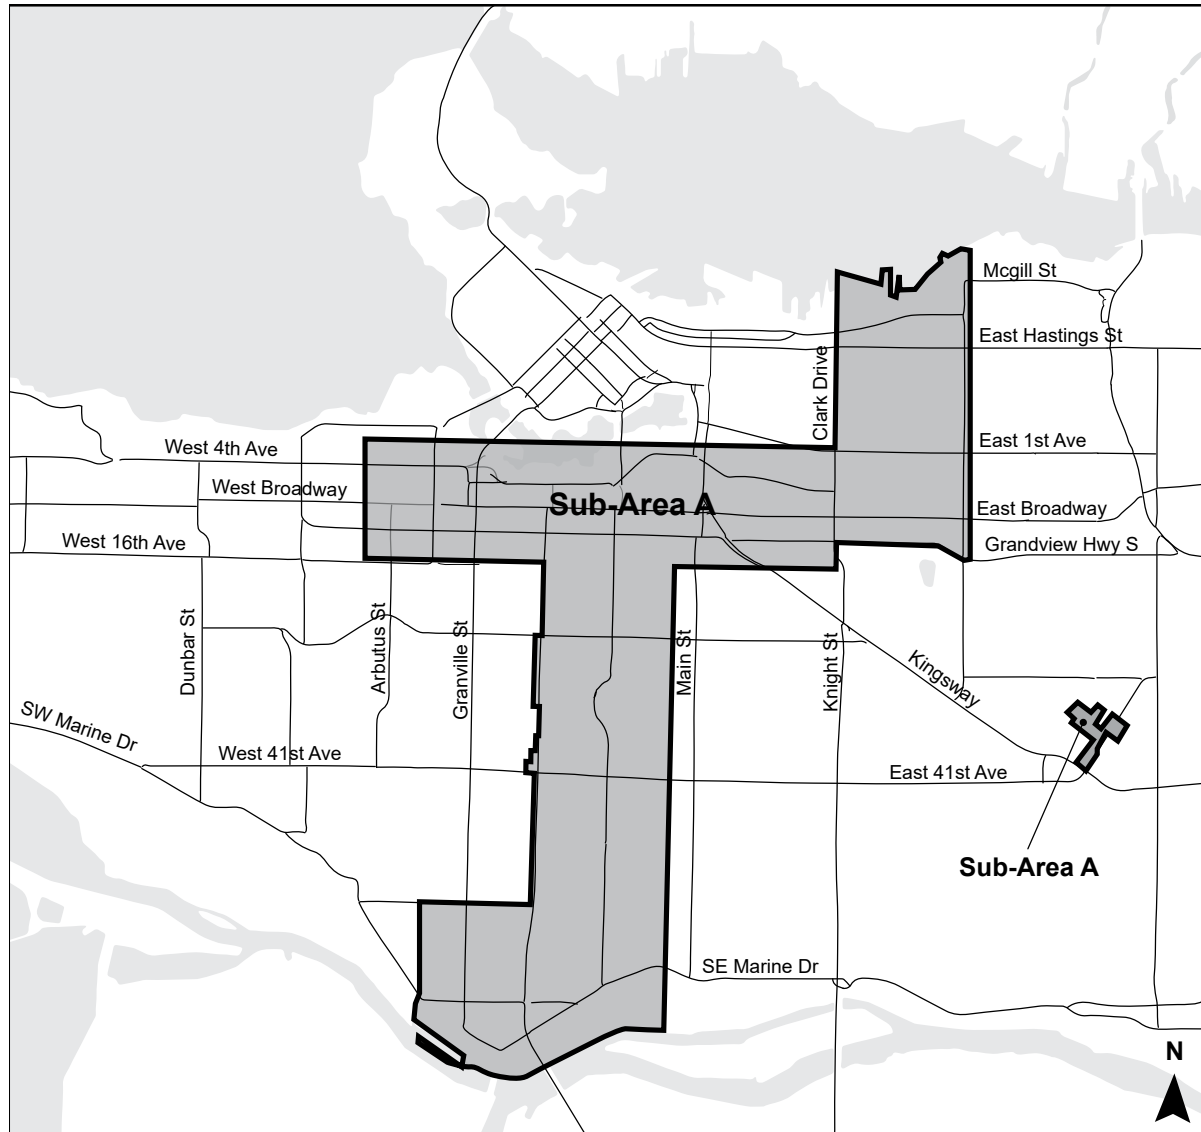 Mcgill St
East Hastings St
Clark Drive
West 4th Ave
East 1st Ave
West Broadway
Sub-Area A
East Broadway
West 16th Ave
Grandview Hwy S
Dunbar St
Arbutus St
Granville St
Main St
Knight St
Kingsway
SW Marine Dr
West 41st Ave
East 41st Ave
Sub-Area A
SE Marine Dr
N